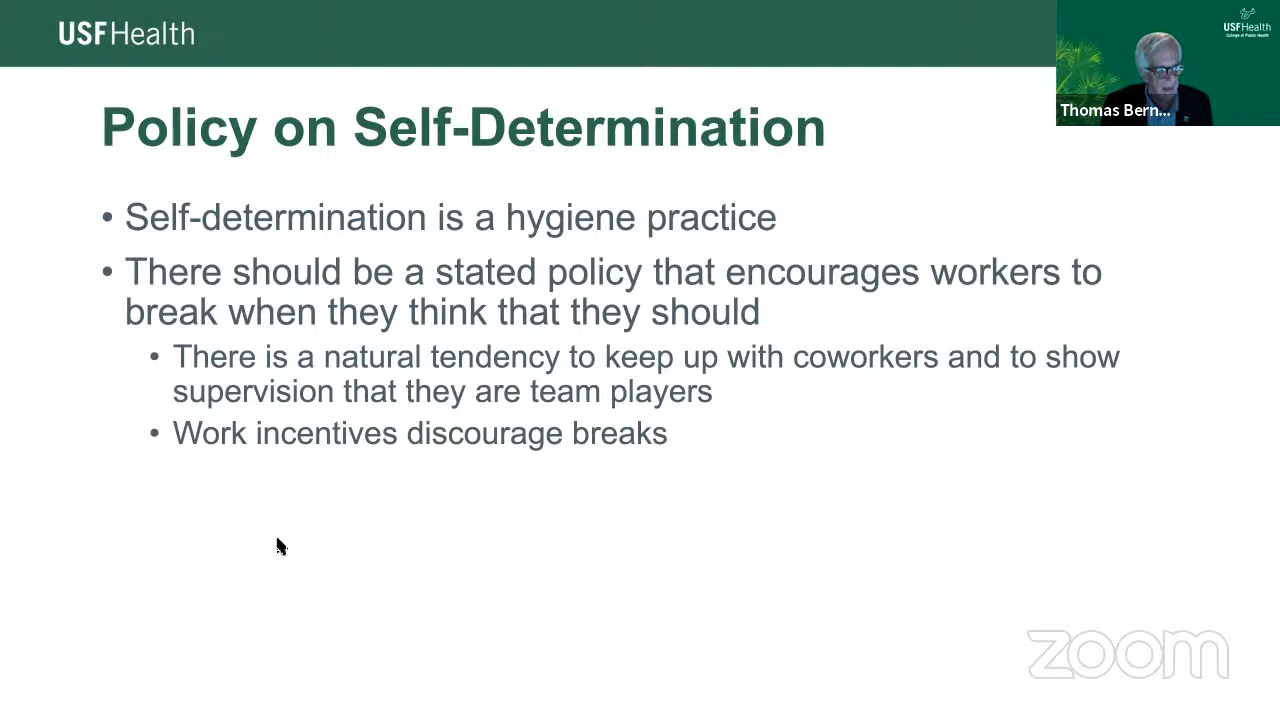 USF Health
USFHealth
College of Public Health
Thomas Bern...
Policy on Self-Determination
• Self-determination is a hygiene practice
• There should be a stated policy that encourages workers to
break when they think that they should
• There is a natural tendency to keep up with coworkers and to show
supervision that they are team players
• Work incentives discourage breaks
zoom